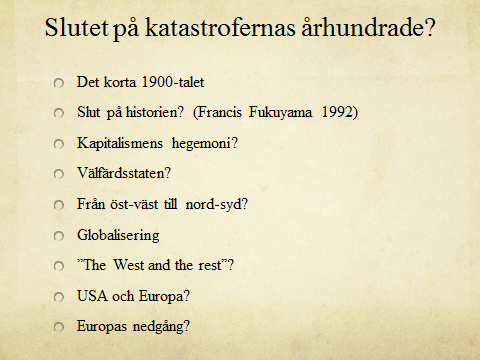 Slutet på katastrofernas århundrade?
Det korta 1900-talet
Slut på historien? (Francis Fukuyama 1992)
Kapitalismens hegemoni?
Välfärdsstaten?
Från öst-väst till nord-syd?
Globalisering
”The West and the rest”?
USA och Europa?
Europas nedgång?